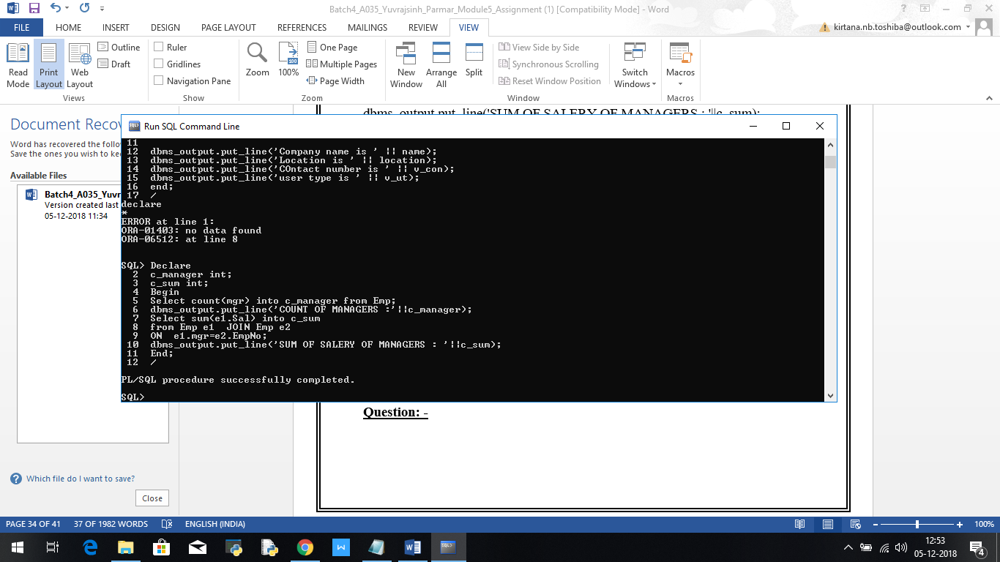 Batch4_A035_Yuvrajsinh_Parmar_Module5_Assignment (1) [Compatibility Mode] - Word
FILE HOME INSERT DESIGN PAGE LAYOUT REFERENCES MAILINGS REVIEW VIEW
kirtana.nb.toshiba@outlook.com
Read Mode
Print Layout
Web Layout
Outline
Draft
Views
Ruler
Gridlines
Navigation Pane
Show
Zoom
100
100%
One Page
Multiple Pages
Page Width
Zoom
New Window
Arrange All
Split
View Side by Side
Synchronous Scrolling
Reset Window Position
Window
Switch Windows
Macros
Macros
Document Recov
Word has recovered the follo
Save the ones you wish to ke
Available Files
Batch4_A035_Yuvr
Version created last
05-12-2018 11:34
Which file do I want to save?
Close
dbms_output.put_line('SUM OF SALERY OF MANAGERS : '||c_sum);
Run SQL Command Line
11
12 dbms_output.put_line('Company name is ' || name);
13 dbms_output.put_line('Location is ' || location);
14 dbms_output.put_line('COntact number is ' || v_con);
15 dbms_output.put_line('user type is ' || v_ut);
16 end;
17 /
declare
*
ERROR at line 1:
ORA-01403: no data found
ORA-06512: at line 8
SQL> Declare
2 c_manager int;
3 c_sum int;
4 Begin
5 Select count(mgr) into c_manager from Emp;
6 dbms_output.put_line('COUNT OF MANAGERS :'||c_manager);
7 Select sum(e1.Sal) into c_sum
8 from Emp e1 JOIN Emp e2
9 ON e1.mgr=e2.EmpNo;
10 dbms_output.put_line('SUM OF SALERY OF MANAGERS : '||c_sum);
11 End;
12 /
PL/SQL procedure successfully completed.
SQL>
Question: -
PAGE 34 OF 41 37 OF 1982 WORDS ENGLISH (INDIA)
100%
12:53
05-12-2018
4